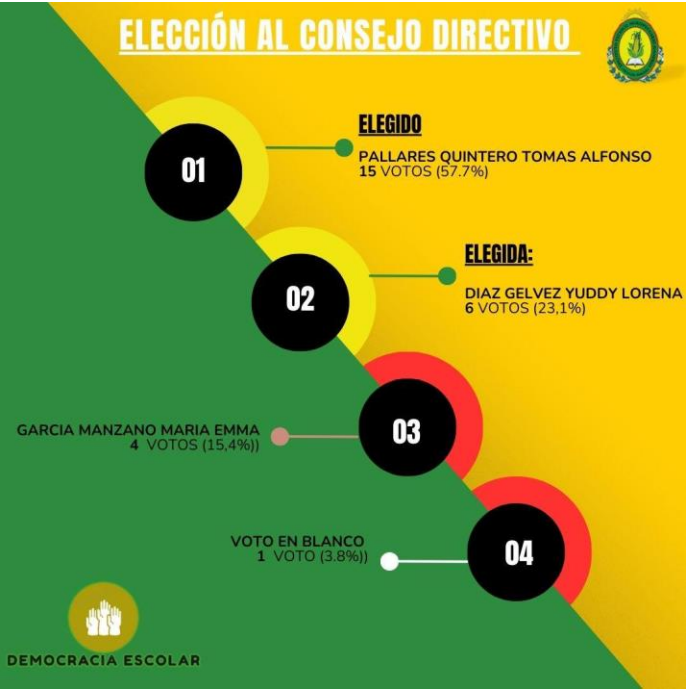 ELECCIÓN AL CONSEJO DIRECTIVO
01
ELEGIDO
PALLARES QUINTERO TOMAS ALFONSO
15 VOTOS (57.7%)
02
ELEGIDA:
DIAZ GELVEZ YUDDY LORENA
6 VOTOS (23,1%)
03
GARCIA MANZANO MARIA EMMA
4 VOTOS (15,4%))
04
VOTO EN BLANCO
1 VOTO (3.8%))
DEMOCRACIA ESCOLAR